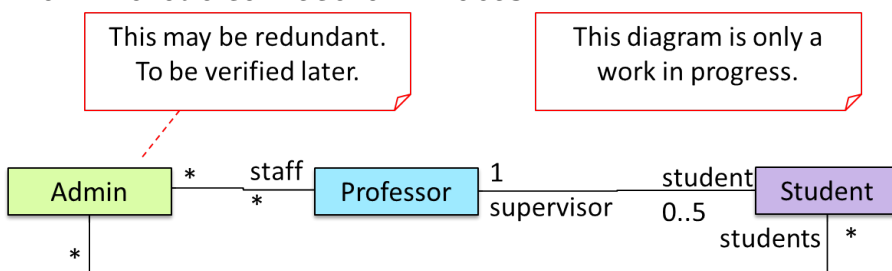 This may be redundant.
To be verified later.
This diagram is only a
work in progress.
Admin
*
staff
*
Professor
1
supervisor
student
0..5
Student
*
students
*